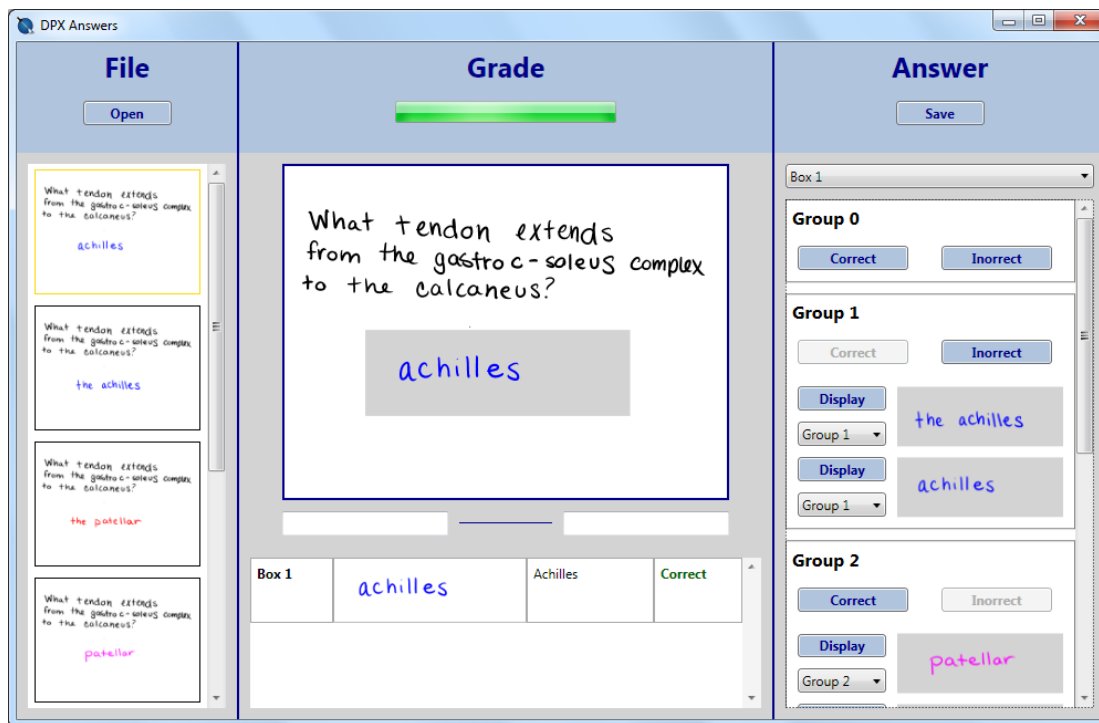 DPX Answers
File
Open
What tendon extends
from the gastroc-soleus complex
to the calcaneus?
achilles
What tendon extends
from the gastroc-soleus complex
to the calcaneus?
the achilles
What tendon extends
from the gastroc-soleus complex
to the calcaneus?
the patellar
What tendon extends
from the gastroc-soleus complex
to the calcaneus?
patellar
Grade
What tendon extends
from the gastroc-soleus complex
to the calcaneus?
achilles
Box 1 achilles Achilles Correct
Answer
Save
Box 1
Group 0
Correct Inorrect
Group 1
Correct Inorrect
Display
the achilles
Group 1
Display
achilles
Group 1
Group 2
Correct Inorrect
Display
patellar
Group 2